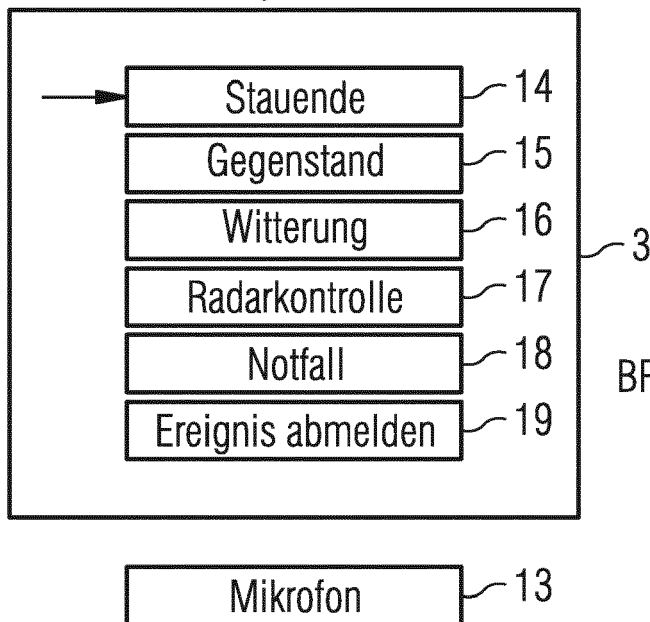 Stauende 14
Gegenstand 15
Witterung 16
Radarkontrolle 17
3
Notfall 18
Ereignis abmelden 19
Mikrofon 13